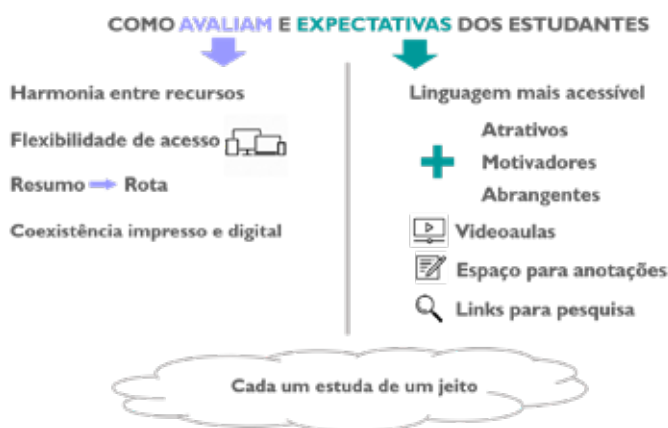 COMO AVALIAM E EXPECTATIVAS DOS ESTUDANTES
Harmonia entre recursos
Flexibilidade de acesso
Resumo Rota
Coexistência impresso e digital
Linguagem mais acessível
Atrativos
Motivadores
Abrangentes
Videoaulas
Espaço para anotações
Links para pesquisa
Cada um estuda de um jeito